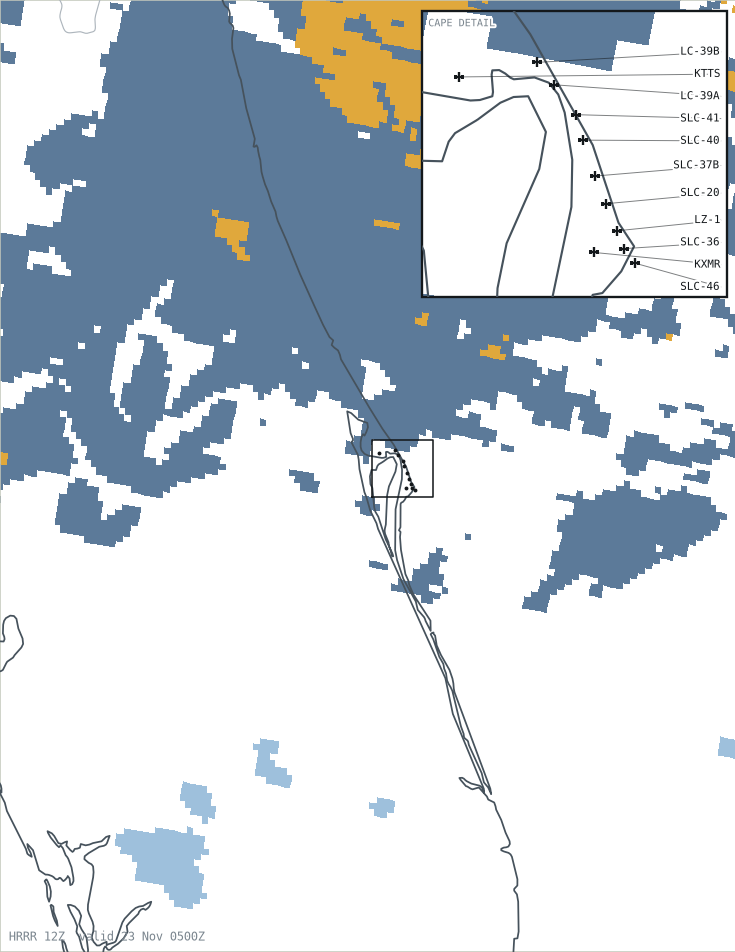 CAPE DETAIL
LC-39B
KTTS
LC-39A
SLC-41
SLC-40
SLC-37B
SLC-20
LZ-1
SLC-36
KXMR
SLC-46
HRRR 12Z valid 23 Nov 0500Z